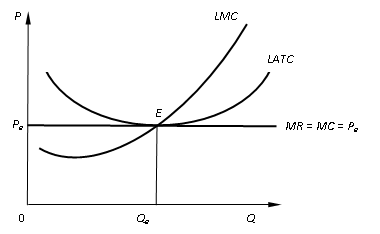 P
LMC
LATC
E
Pe
MR = MC = Pe
0
Qe
Q